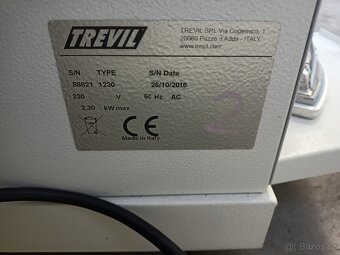 TREVIL
TREVIL SRL Via Copernico, 1
20060 Pozzo d'Adda - ITALY
www.trevil.com
S/N TYPE S/N Date
88821 1230 26/10/2016
230 V 50 Hz AC
2,30 kW max
CE
Made in Italy
© Bazos.cz